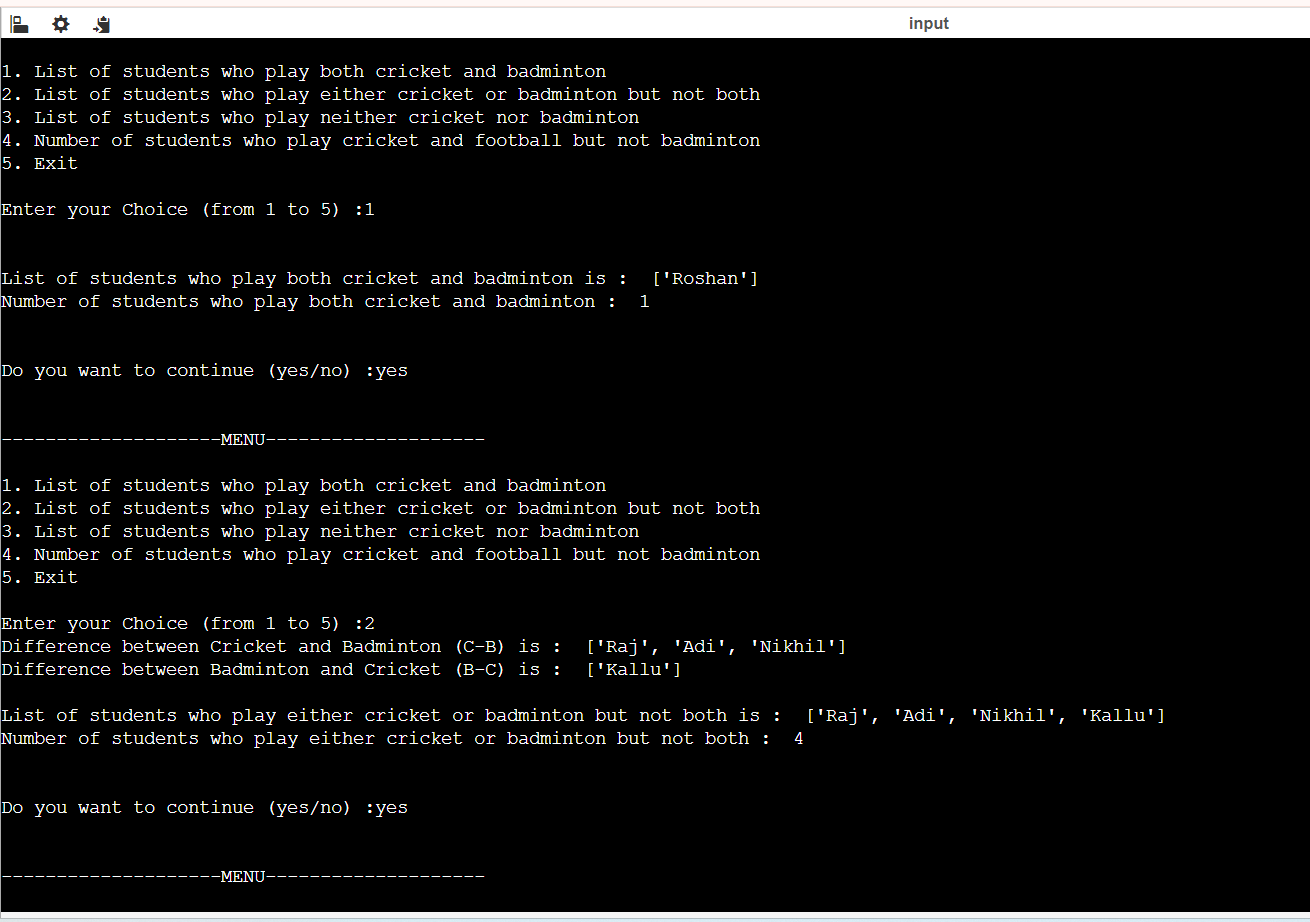 input
1. List of students who play both cricket and badminton
2. List of students who play either cricket or badminton but not both
3. List of students who play neither cricket nor badminton
4. Number of students who play cricket and football but not badminton
5. Exit
Enter your Choice (from 1 to 5) :1
List of students who play both cricket and badminton is :  ['Roshan']
Number of students who play both cricket and badminton :  1
Do you want to continue (yes/no) :yes
--------------------MENU--------------------
1. List of students who play both cricket and badminton
2. List of students who play either cricket or badminton but not both
3. List of students who play neither cricket nor badminton
4. Number of students who play cricket and football but not badminton
5. Exit
Enter your Choice (from 1 to 5) :2
Difference between Cricket and Badminton (C-B) is :  ['Raj', 'Adi', 'Nikhil']
Difference between Badminton and Cricket (B-C) is :  ['Kallu']
List of students who play either cricket or badminton but not both is :  ['Raj', 'Adi', 'Nikhil', 'Kallu']
Number of students who play either cricket or badminton but not both :  4
Do you want to continue (yes/no) :yes
--------------------MENU--------------------